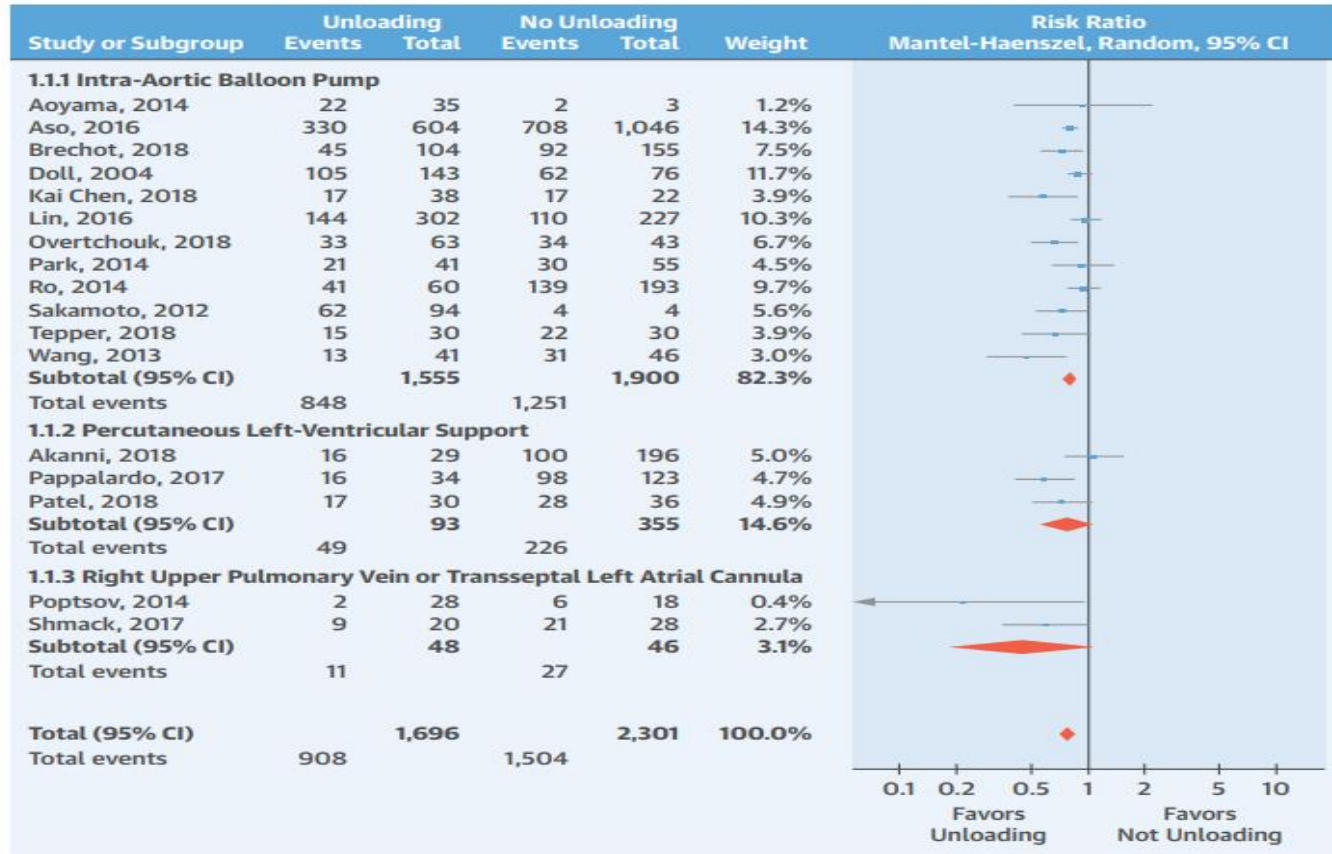 Unloading No Unloading Risk Ratio
Study or Subgroup Events Total Events Total Weight Mantel-Haenszel, Random, 95% CI
1.1.1 Intra-Aortic Balloon Pump
Aoyama, 2014 22 35 2 3 1.2%
Aso, 2016 330 604 708 1,046 14.3%
Brechot, 2018 45 104 92 155 7.5%
Doll, 2004 105 143 62 76 11.7%
Kai Chen, 2018 17 38 17 22 3.9%
Lin, 2016 144 302 110 227 10.3%
Overtchouk, 2018 33 63 34 43 6.7%
Park, 2014 21 41 30 55 4.5%
Ro, 2014 41 60 139 193 9.7%
Sakamoto, 2012 62 94 4 4 5.6%
Tepper, 2018 15 30 22 30 3.9%
Wang, 2013 13 41 31 46 3.0%
Subtotal (95% CI) 1,555 1,900 82.3%
Total events 848 1,251
1.1.2 Percutaneous Left-Ventricular Support
Akanni, 2018 16 29 100 196 5.0%
Pappalardo, 2017 16 34 98 123 4.7%
Patel, 2018 17 30 28 36 4.9%
Subtotal (95% CI) 93 355 14.6%
Total events 49 226
1.1.3 Right Upper Pulmonary Vein or Transseptal Left Atrial Cannula
Poptsov, 2014 2 28 6 18 0.4%
Shmack, 2017 9 20 21 28 2.7%
Subtotal (95% CI) 48 46 3.1%
Total events 11 27
Total (95% CI) 1,696 2,301 100.0%
Total events 908 1,504
0.1 0.2 0.5 1 2 5 10
Favors Favors
Unloading Not Unloading